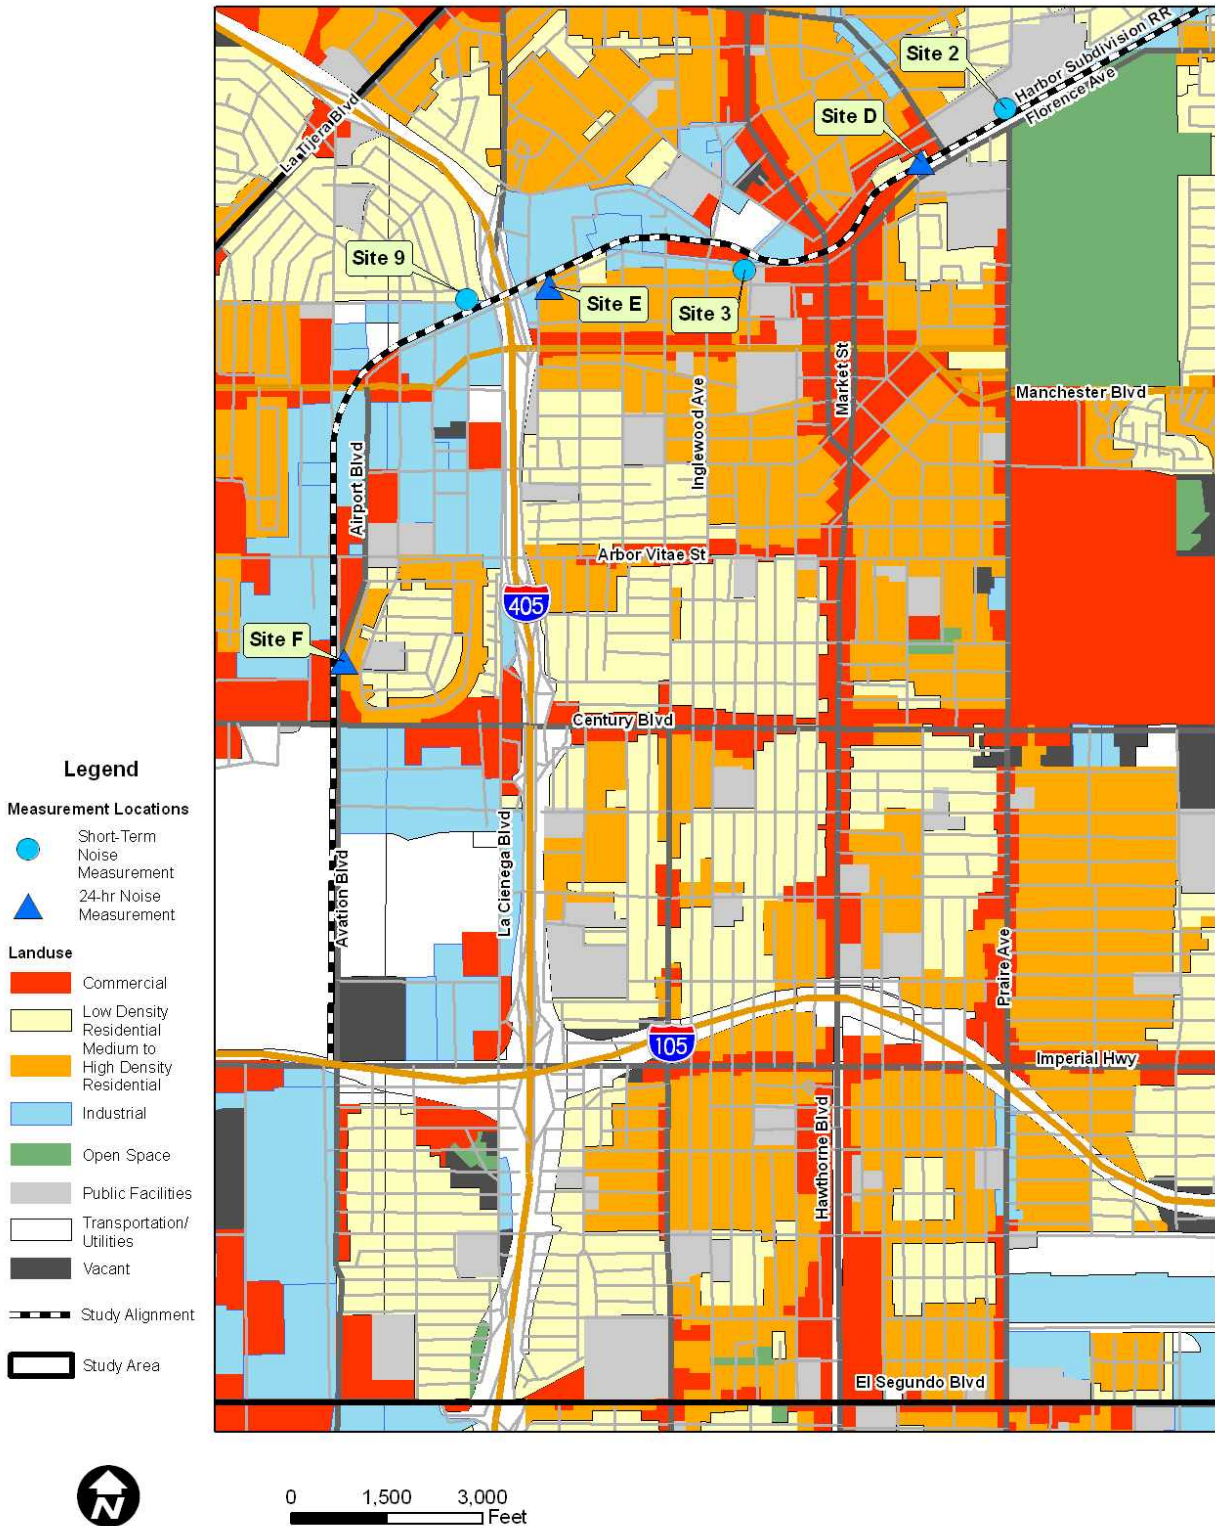 Harbor Subdivision RR
Site 2
Florence Ave
La Tijera Blvd
Site D
Site 9
Site E
Site 3
Market St
Inglewood Ave
Manchester Blvd
Airport Blvd
Arbor Vitae St
405
Site F
Century Blvd
La Cienega Blvd
Avation Blvd
Praire Ave
105
Imperial Hwy
Hawthorne Blvd
El Segundo Blvd
Legend
Measurement Locations
Short-Term
Noise
Measurement
24-hr Noise
Measurement
Landuse
Commercial
Low Density
Residential
Medium to
High Density
Residential
Industrial
Open Space
Public Facilities
Transportation/
Utilities
Vacant
Study Alignment
Study Area
N
0 1,500 3,000
Feet